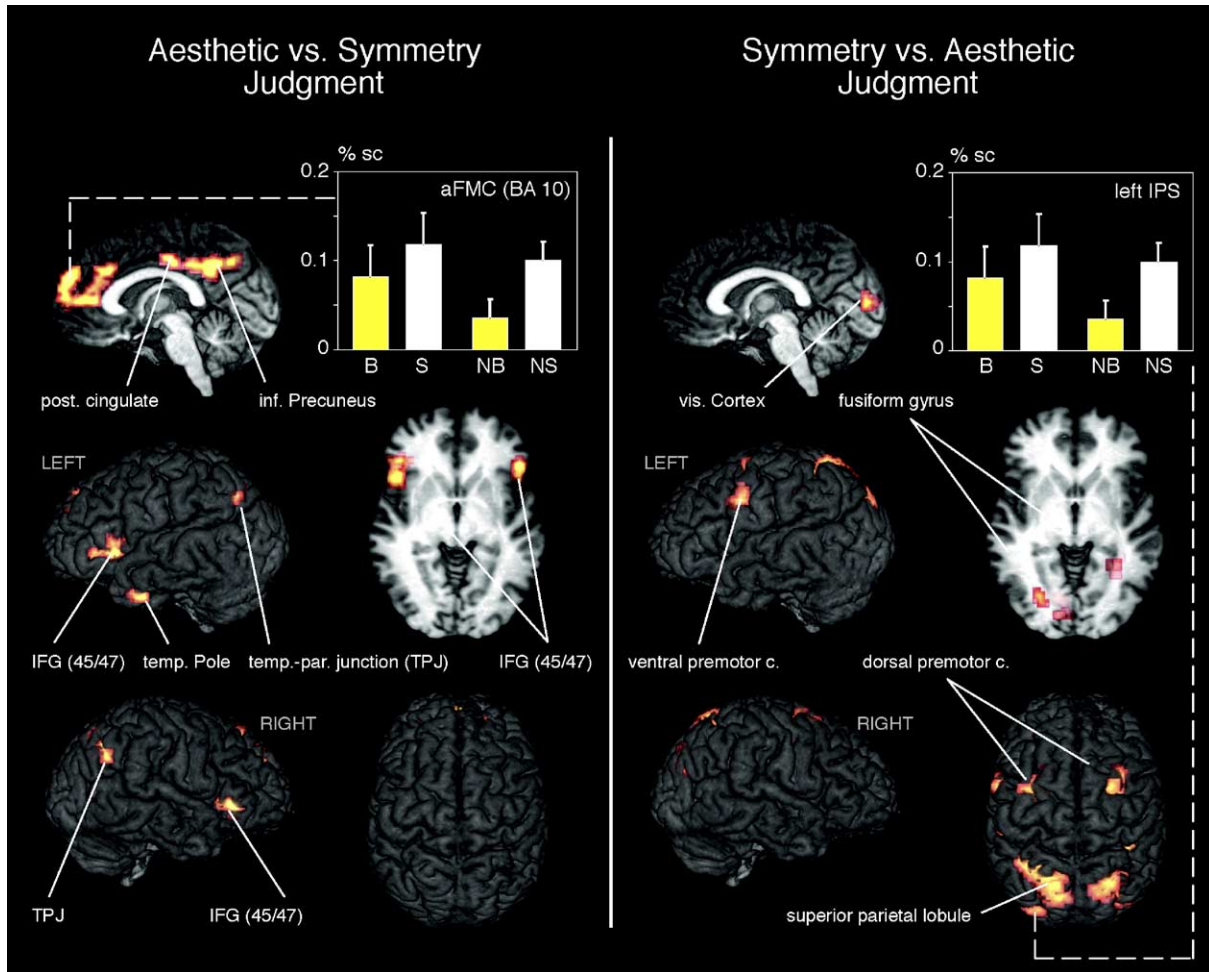 Aesthetic vs. Symmetry
Judgment
% sc
0.2
aFMC (BA 10)
0.1
0
B S NB NS
post. cingulate
inf. Precuneus
LEFT
IFG (45/47)
temp. Pole
temp.-par. junction (TPJ)
IFG (45/47)
RIGHT
TPJ
IFG (45/47)
Symmetry vs. Aesthetic
Judgment
% sc
0.2
left IPS
0.1
0
B S NB NS
vis. Cortex
fusiform gyrus
LEFT
ventral premotor c.
dorsal premotor c.
RIGHT
superior parietal lobule